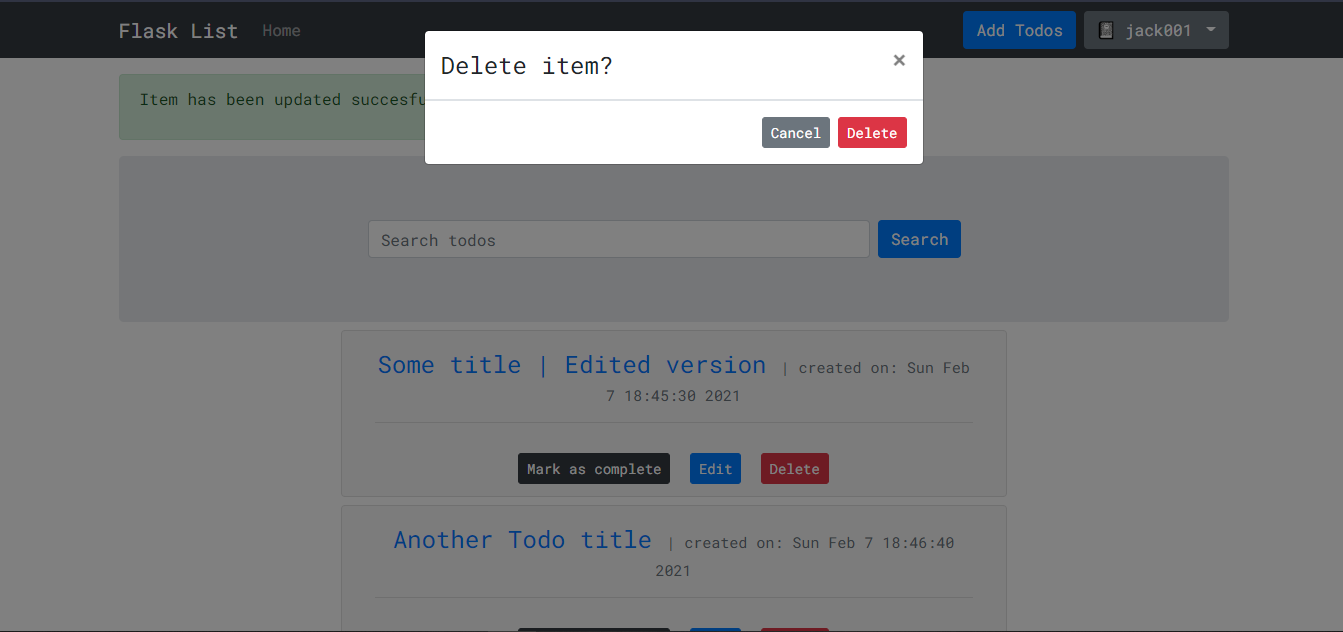 Flask List Home Add Todos jack001
Delete item? ×
Item has been updated succesfu
Cancel Delete
Search todos Search
Some title | Edited version | created on: Sun Feb
7 18:45:30 2021
Mark as complete Edit Delete
Another Todo title | created on: Sun Feb 7 18:46:40
2021